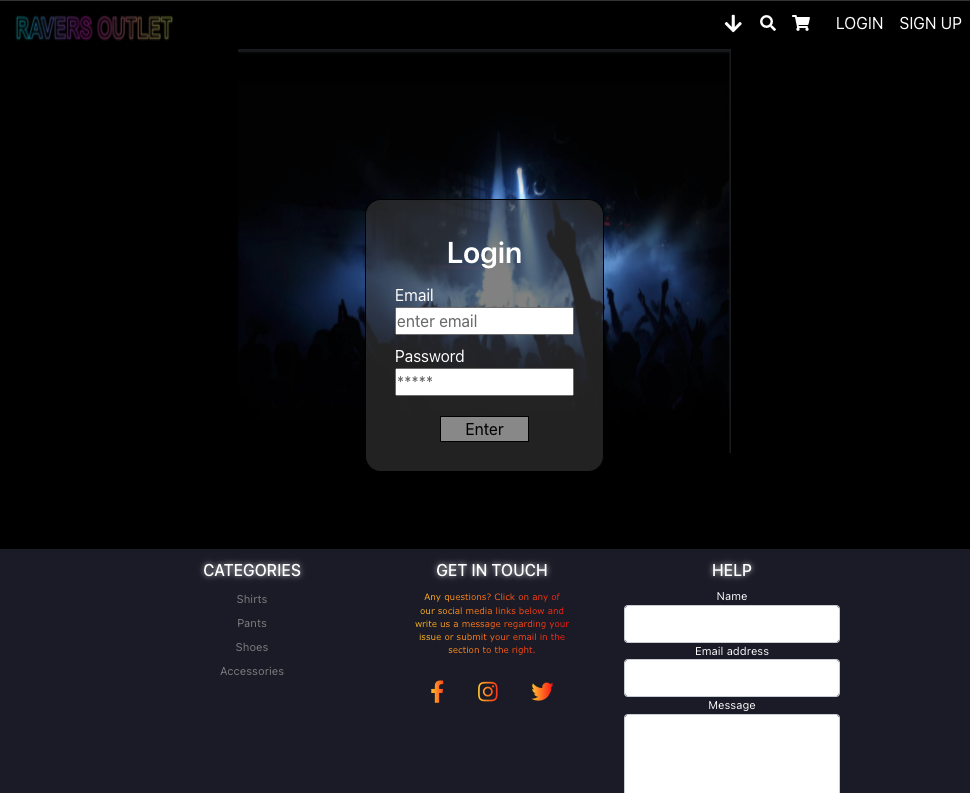 RAVERS OUTLET
LOGIN SIGN UP
Login
Email
enter email
Password
*****
Enter
CATEGORIES
Shirts
Pants
Shoes
Accessories
GET IN TOUCH
Any questions? Click on any of
our social media links below and
write us a message regarding your
issue or submit your email in the
section to the right.
HELP
Name
Email address
Message